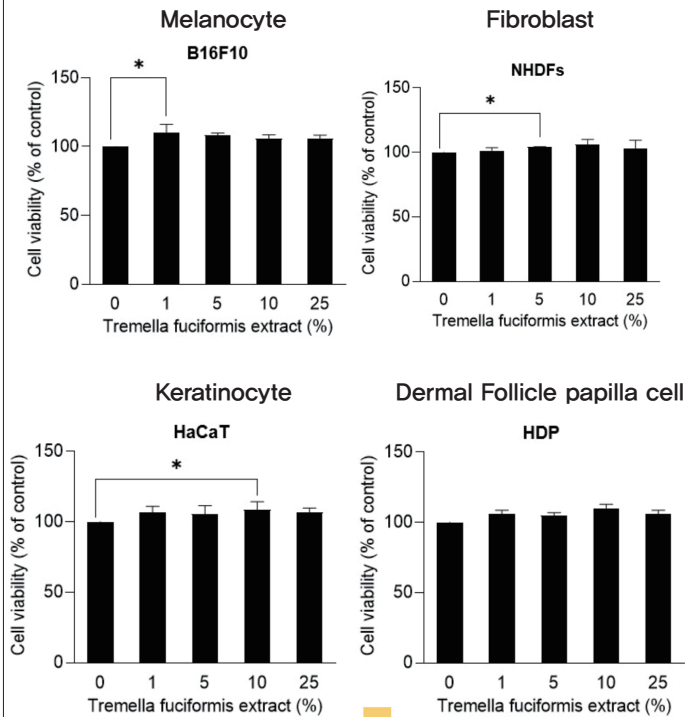 Melanocyte
B16F10
*
150
100
50
0
Cell viability (% of control)
0 1 5 10 25
Tremella fuciformis extract (%)
Fibroblast
NHDFs
*
150
100
50
0
Cell viability (% of control)
0 1 5 10 25
Tremella fuciformis extract (%)
Keratinocyte
HaCaT
*
150
100
50
0
Cell viability (% of control)
0 1 5 10 25
Tremella fuciformis extract (%)
Dermal Follicle papilla cell
HDP
150
100
50
0
Cell viability (% of control)
0 1 5 10 25
Tremella fuciformis extract (%)